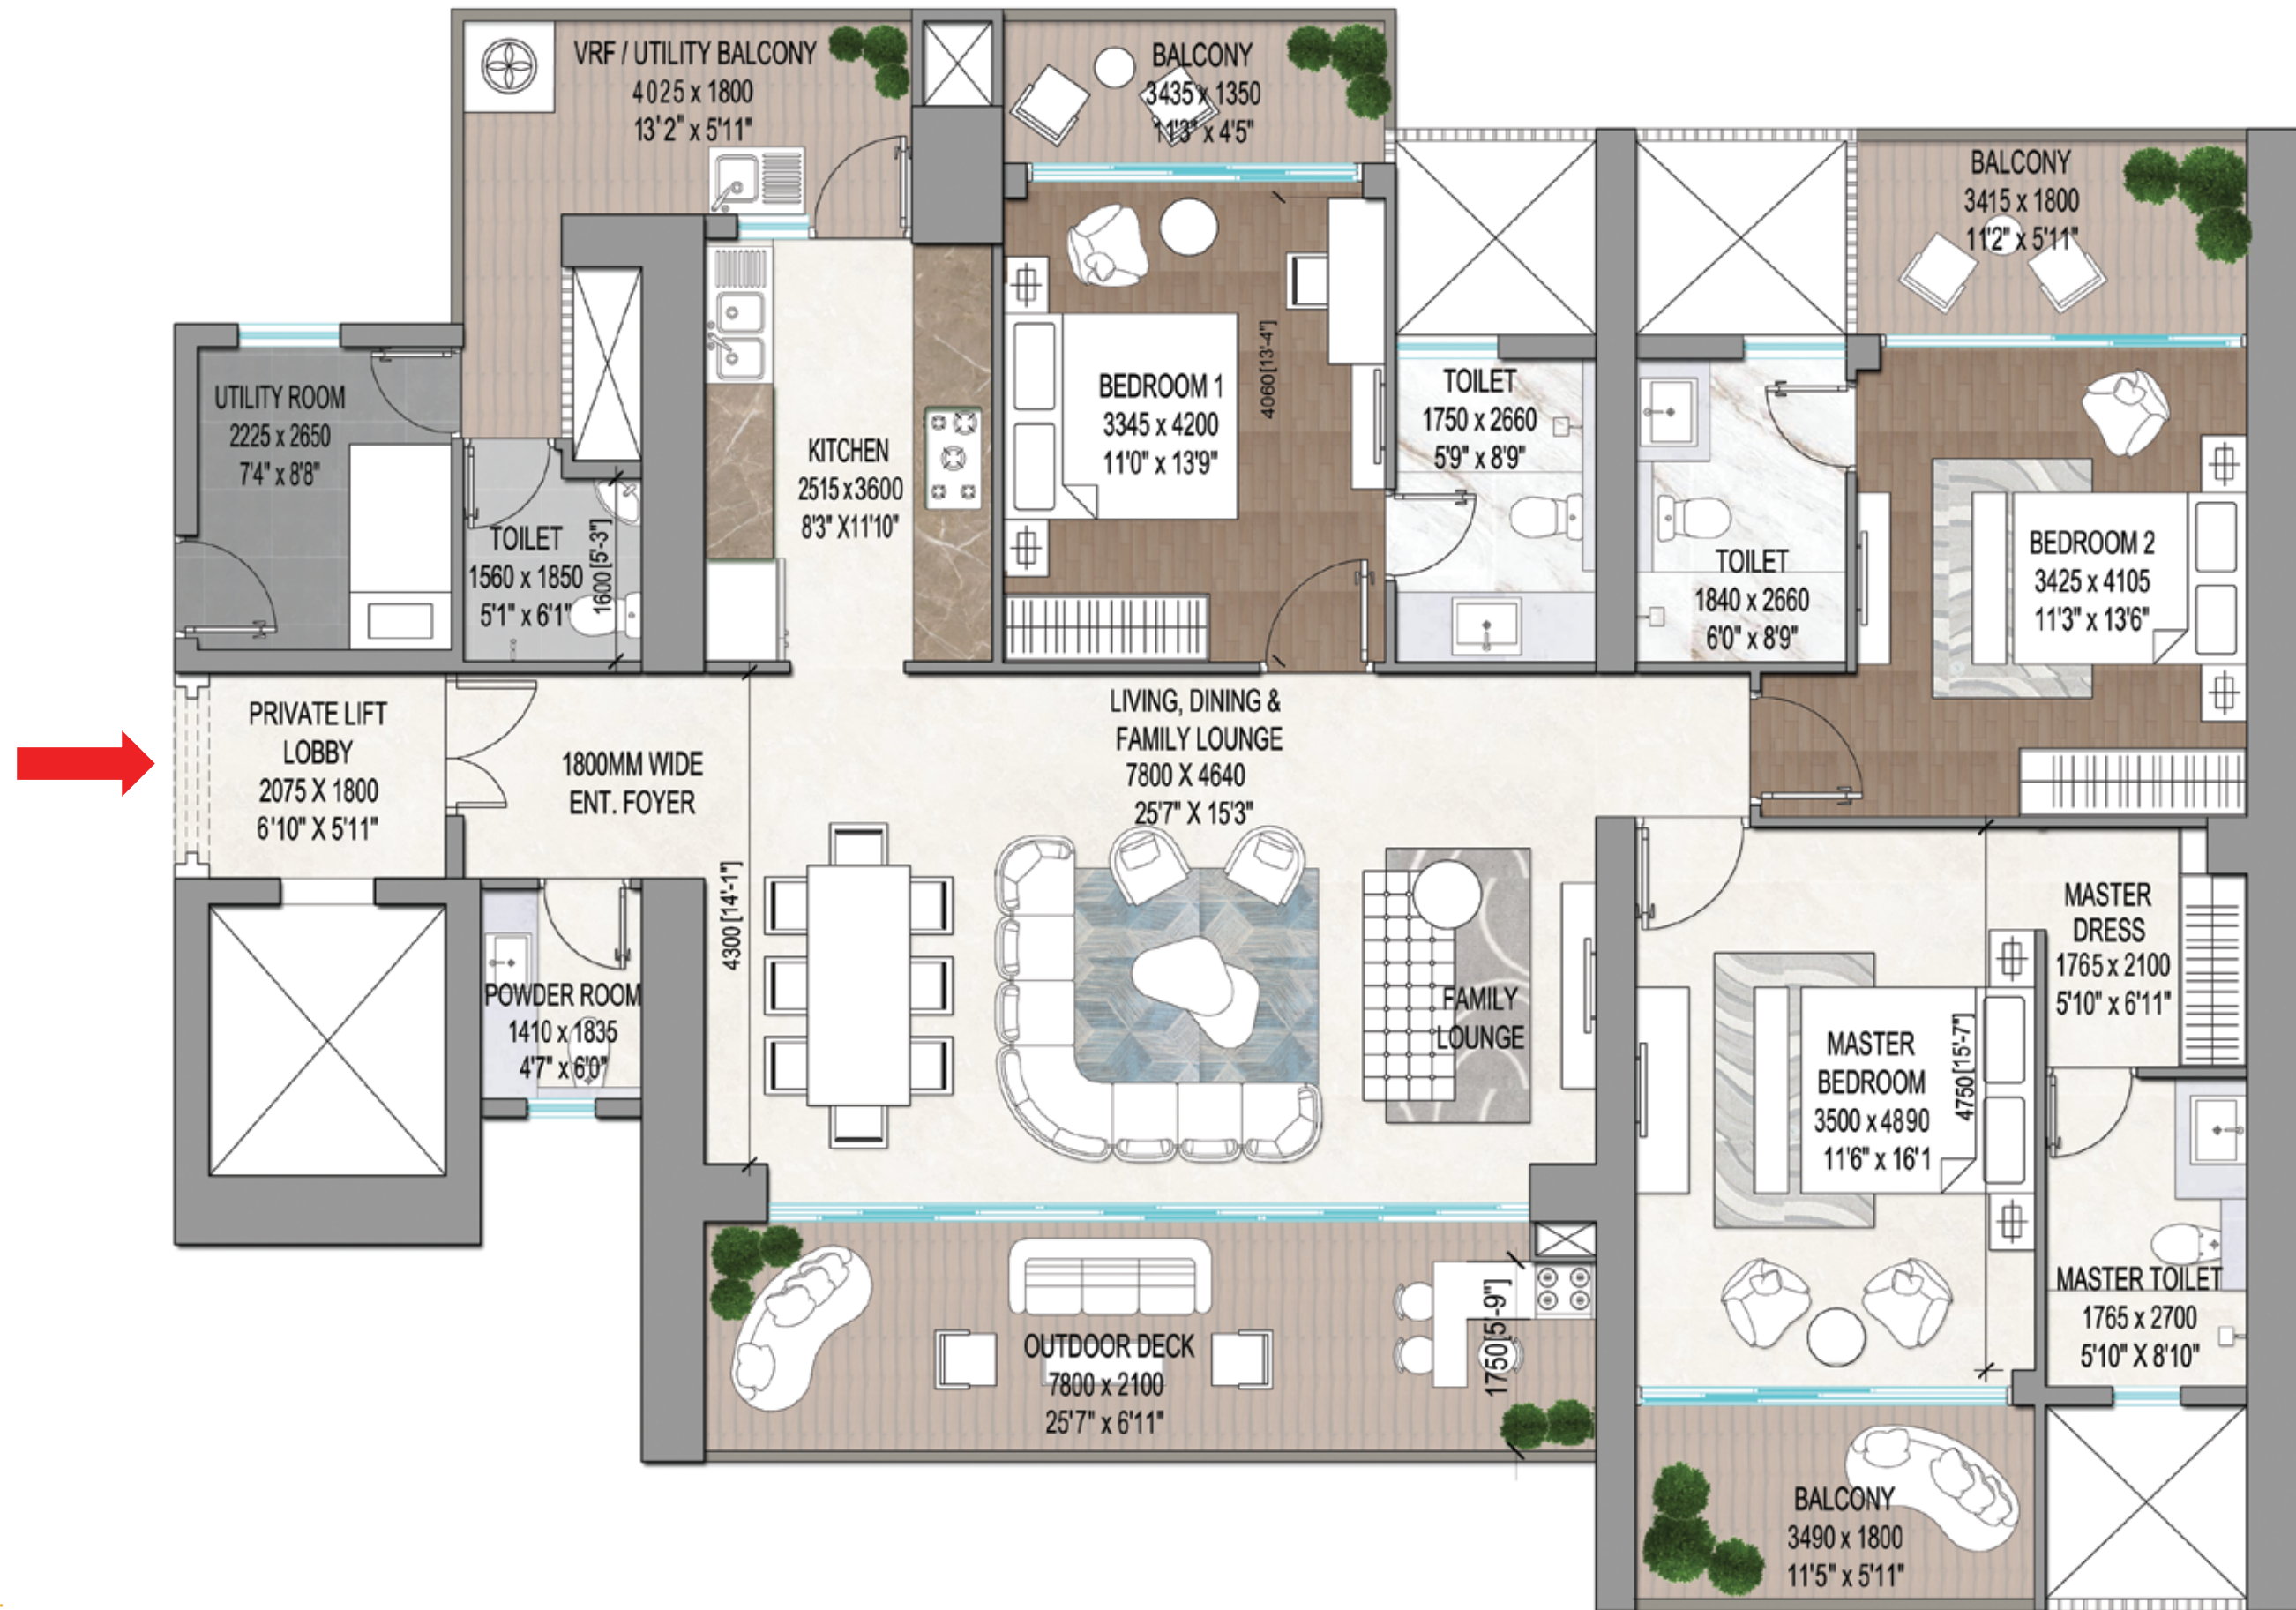 VRF / UTILITY BALCONY
4025 x 1800
13'2" x 5'11"
BALCONY
3435 x 1350
11'3" x 4'5"
BALCONY
3415 x 1800
11'2" x 5'11"
UTILITY ROOM
2225 x 2650
7'4" x 8'8"
TOILET
1560 x 1850
5'1" x 6'1"
1600 [5'-3"]
KITCHEN
2515 x 3600
8'3" X 11'10"
BEDROOM 1
3345 x 4200
11'0" x 13'9"
4060 [13'-4"]
TOILET
1750 x 2660
5'9" x 8'9"
TOILET
1840 x 2660
6'0" x 8'9"
BEDROOM 2
3425 x 4105
11'3" x 13'6"
PRIVATE LIFT
LOBBY
2075 X 1800
6'10" X 5'11"
1800MM WIDE
ENT. FOYER
LIVING, DINING &
FAMILY LOUNGE
7800 X 4640
25'7" X 15'3"
4300 [14'-1"]
POWDER ROOM
1410 x 1835
4'7" x 6'0"
FAMILY
LOUNGE
MASTER
DRESS
1765 x 2100
5'10" x 6'11"
MASTER
BEDROOM
3500 x 4890
11'6" x 16'1
4750 [15'-7"]
MASTER TOILET
1765 x 2700
5'10" X 8'10"
OUTDOOR DECK
7800 x 2100
25'7" x 6'11"
1750 [5'-9"]
BALCONY
3490 x 1800
11'5" x 5'11"